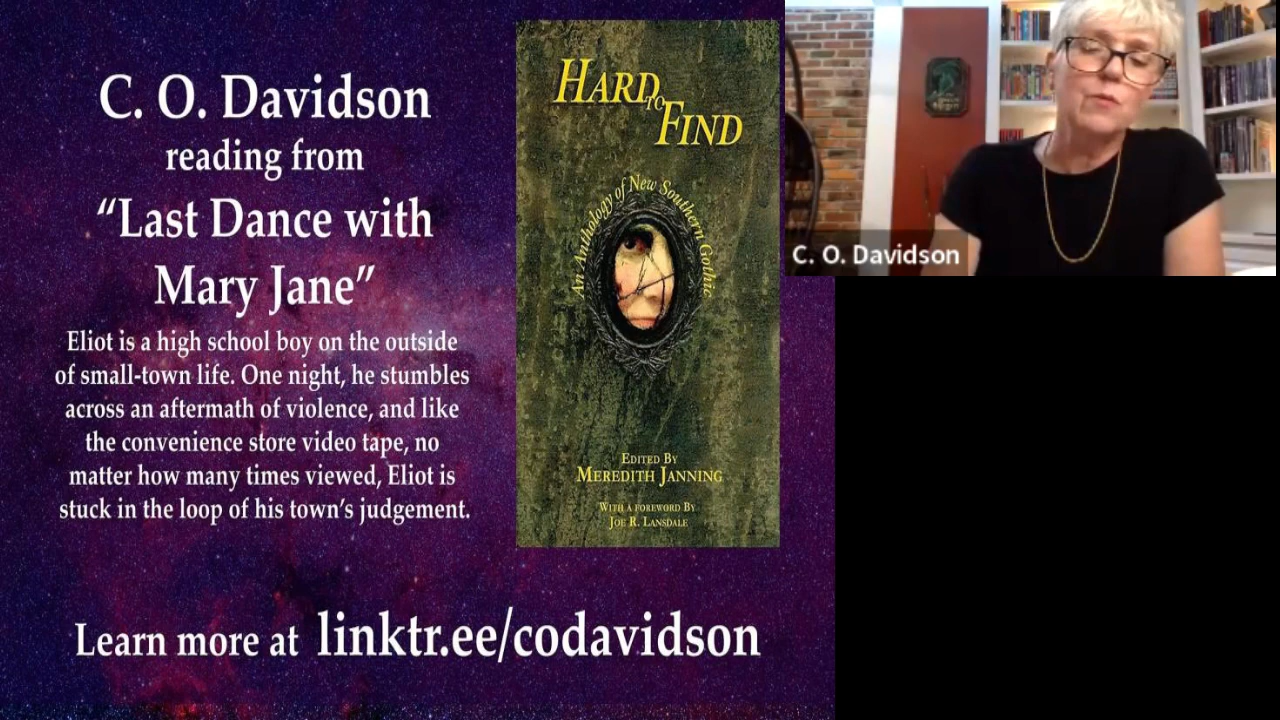 C. O. Davidson
reading from
“Last Dance with
Mary Jane”
Eliot is a high school boy on the outside
of small-town life. One night, he stumbles
across an aftermath of violence, and like
the convenience store video tape, no
matter how many times viewed, Eliot is
stuck in the loop of his town’s judgement.
Learn more at linktr.ee/codavidson
HARD
TO
FIND
An Anthology of New Southern Gothic
EDITED BY
MEREDITH JANNING
WITH A FOREWORD BY
JOE R. LANSDALE
C. O. Davidson